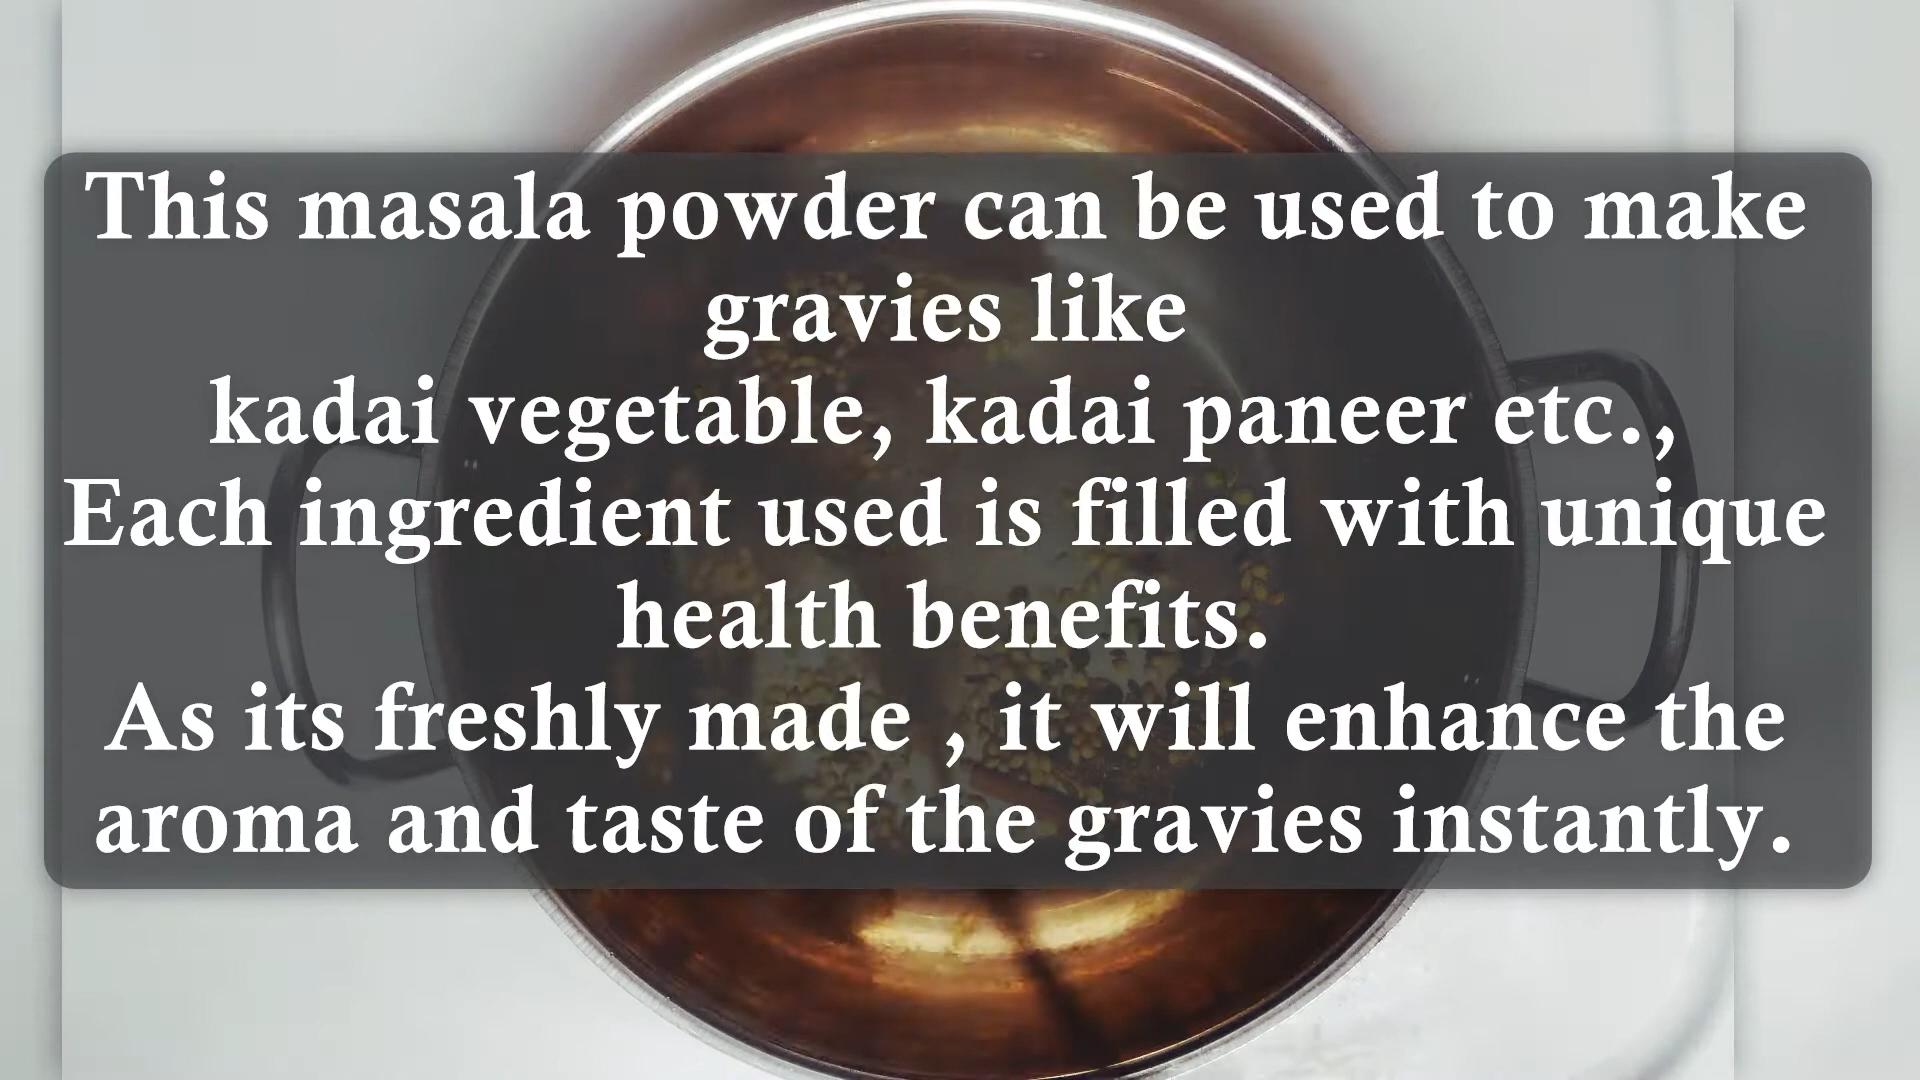 This masala powder can be used to make
gravies like
kadai vegetable, kadai paneer etc.,
Each ingredient used is filled with unique
health benefits.
As its freshly made , it will enhance the
aroma and taste of the gravies instantly.